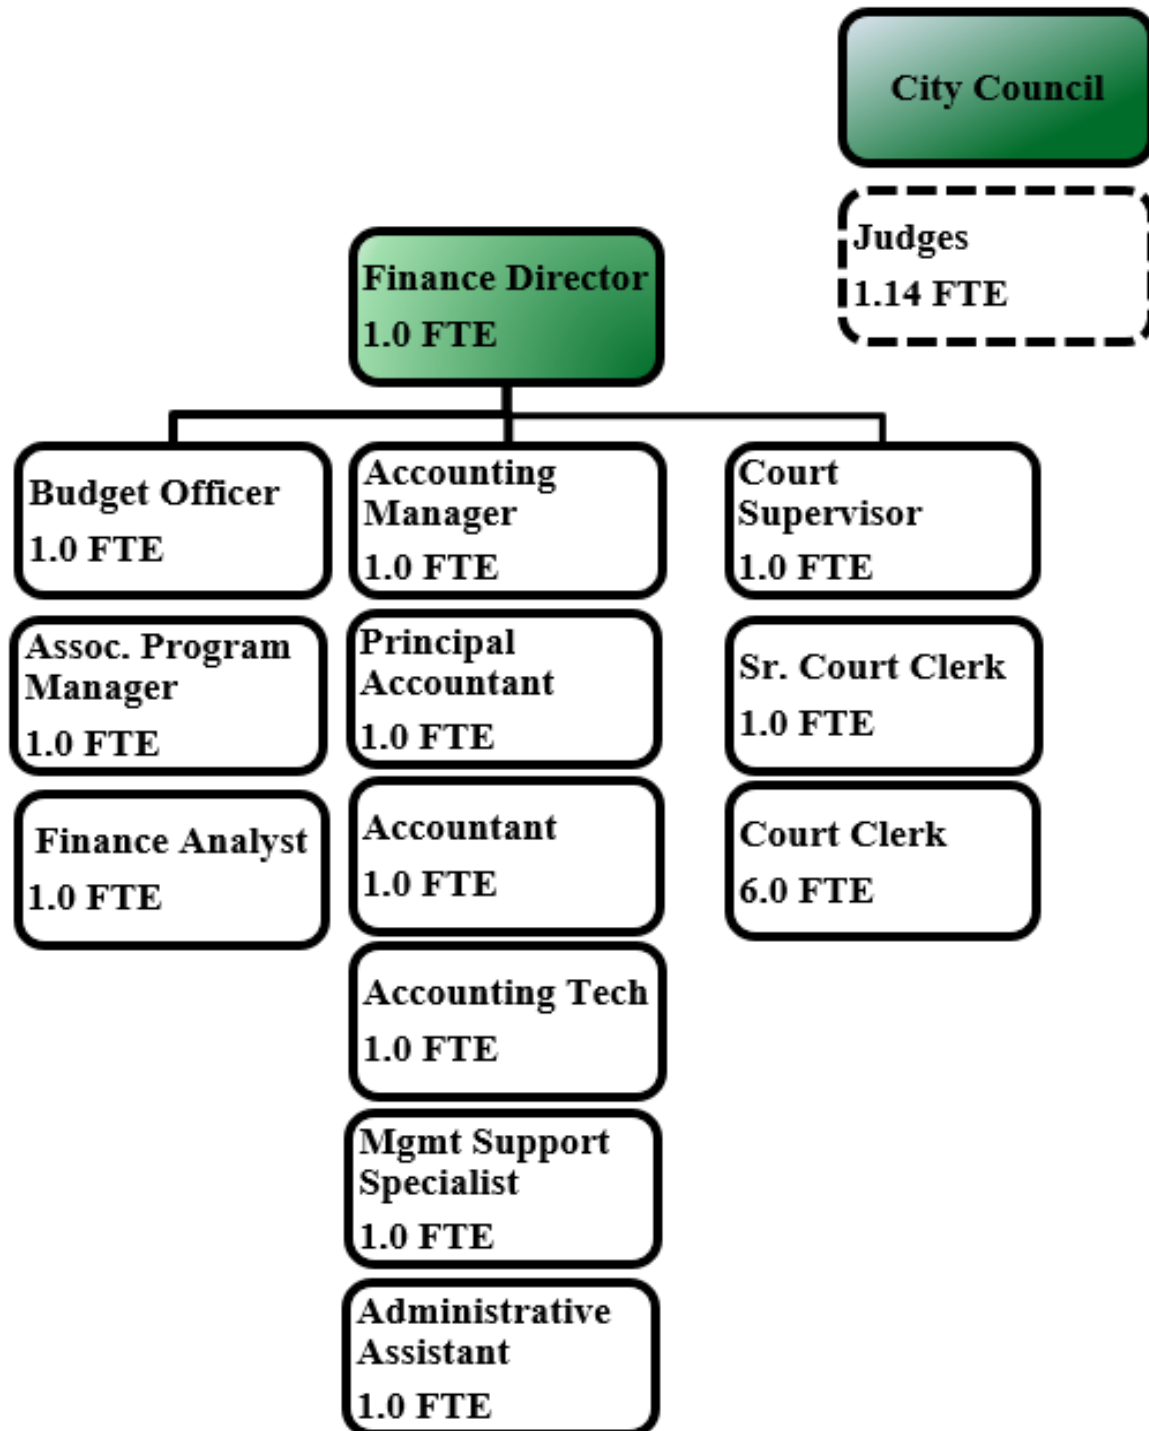 City Council
Judges
1.14 FTE
Finance Director
1.0 FTE
Budget Officer
1.0 FTE
Assoc. Program
Manager
1.0 FTE
Finance Analyst
1.0 FTE
Accounting
Manager
1.0 FTE
Principal
Accountant
1.0 FTE
Accountant
1.0 FTE
Accounting Tech
1.0 FTE
Mgmt Support
Specialist
1.0 FTE
Administrative
Assistant
1.0 FTE
Court
Supervisor
1.0 FTE
Sr. Court Clerk
1.0 FTE
Court Clerk
6.0 FTE